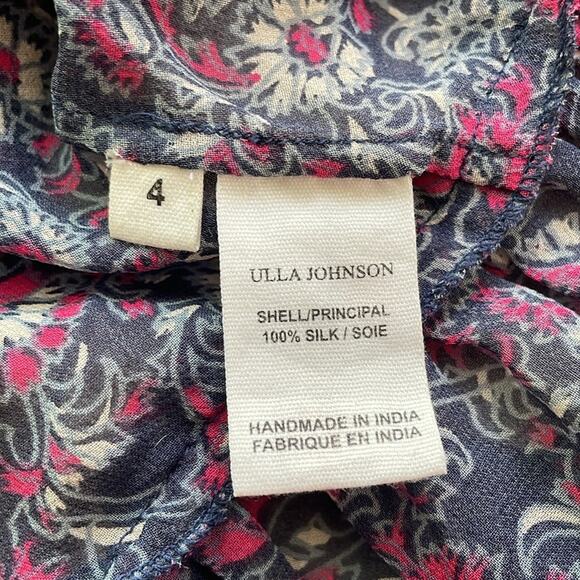 4
ULLA JOHNSON
SHELL/PRINCIPAL
100% SILK / SOIE
HANDMADE IN INDIA
FABRIQUE EN INDIA